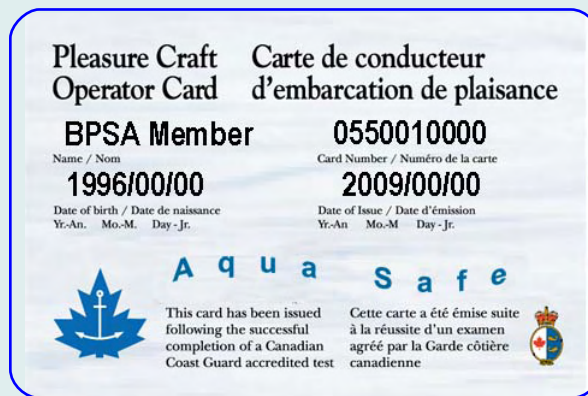 Pleasure Craft
Operator Card
Carte de conducteur
d'embarcation de plaisance
BPSA Member
Name / Nom
0550010000
Card Number / Numéro de la carte
1996/00/00
Date of birth / Date de naissance
Yr.-An. Mo.-M. Day - Jr.
2009/00/00
Date of Issue / Date d'émission
Yr.-An Mo.-M Day - Jr.
Aqua Safe
This card has been issued
following the successful
completion of a Canadian
Coast Guard accredited test
Cette carte a été émise suite
à la réussite d'un examen
agréé par la Garde côtière
canadienne